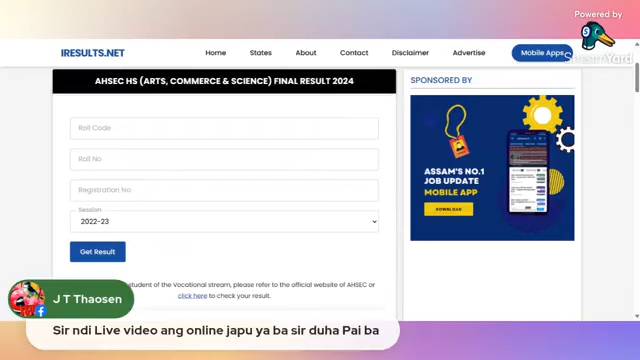 Powered by
StreamYard
IRESULTS.NET
Home
States
About
Contact
Disclaimer
Advertise
Mobile Apps
AHSEC HS (ARTS, COMMERCE & SCIENCE) FINAL RESULT 2024
Roll Code
Roll No
Registration No
Session
2022-23
Get Result
student of the Vocational stream, please refer to the official website of AHSEC or
click here to check your result.
SPONSORED BY
ASSAM'S NO.1
JOB UPDATE
MOBILE APP
DOWNLOAD
J T Thaosen
Sir ndi Live video ang online japu ya ba sir duha Pai ba